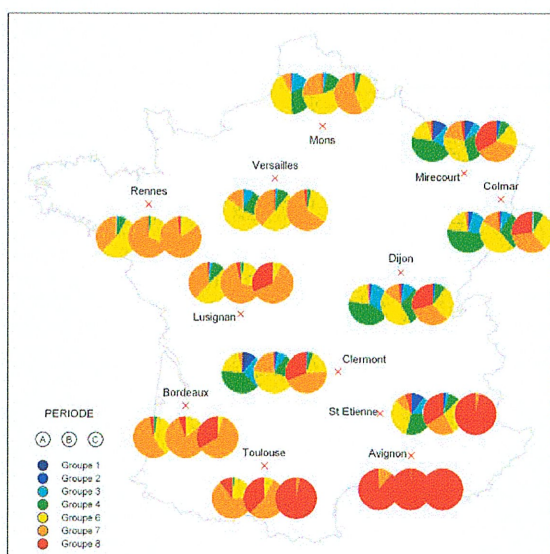 Mons
Mirecourt
Versailles
Colmar
Rennes
Dijon
Lusignan
Clermont
Bordeaux
St Etienne
Toulouse
Avignon
PERIODE
A B C
Groupe 1
Groupe 2
Groupe 3
Groupe 4
Groupe 6
Groupe 7
Groupe 8